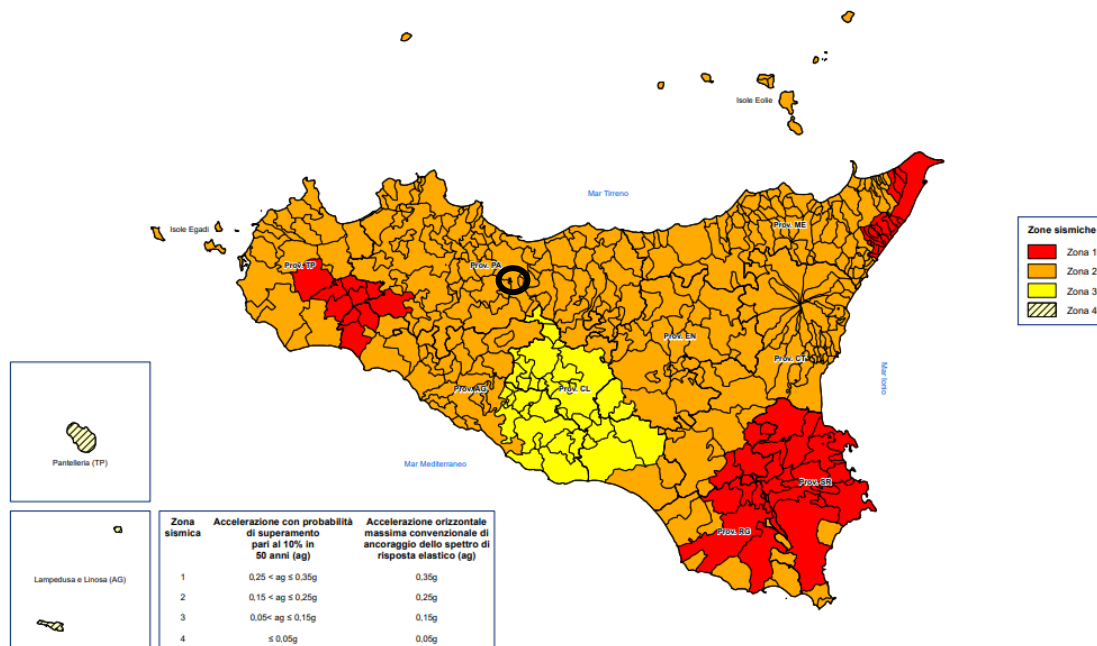 Isole Eolie
Mar Tirreno
Prov. ME
Isole Egadi
Prov. TP
Prov. PA
Zone sismiche
Zona 1
Zona 2
Zona 3
Zona 4
Prov. EN
Prov. CT
Mar Ionio
Prov. AG
Prov. CL
Pantelleria (TP)
Mar Mediterraneo
Prov. SR
Prov. RG
Lampedusa e Linosa (AG)
Zona sismica
Accelerazione con probabilità
di superamento
pari al 10% in
50 anni (ag)
Accelerazione orizzontale
massima convenzionale di
ancoraggio dello spettro di
risposta elastico (ag)
1 0,25 < ag ≤ 0,35g 0,35g
2 0,15 < ag ≤ 0,25g 0,25g
3 0,05< ag ≤ 0,15g 0,15g
4 ≤ 0,05g 0,05g